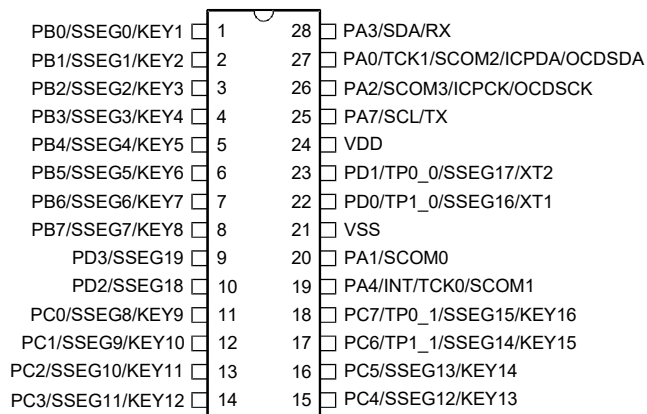 PB0/SSEG0/KEY1 1 28 PA3/SDA/RX
PB1/SSEG1/KEY2 2 27 PA0/TCK1/SCOM2/ICPDA/OCDSDA
PB2/SSEG2/KEY3 3 26 PA2/SCOM3/ICPCK/OCDSCK
PB3/SSEG3/KEY4 4 25 PA7/SCL/TX
PB4/SSEG4/KEY5 5 24 VDD
PB5/SSEG5/KEY6 6 23 PD1/TP0_0/SSEG17/XT2
PB6/SSEG6/KEY7 7 22 PD0/TP1_0/SSEG16/XT1
PB7/SSEG7/KEY8 8 21 VSS
PD3/SSEG19 9 20 PA1/SCOM0
PD2/SSEG18 10 19 PA4/INT/TCK0/SCOM1
PC0/SSEG8/KEY9 11 18 PC7/TP0_1/SSEG15/KEY16
PC1/SSEG9/KEY10 12 17 PC6/TP1_1/SSEG14/KEY15
PC2/SSEG10/KEY11 13 16 PC5/SSEG13/KEY14
PC3/SSEG11/KEY12 14 15 PC4/SSEG12/KEY13